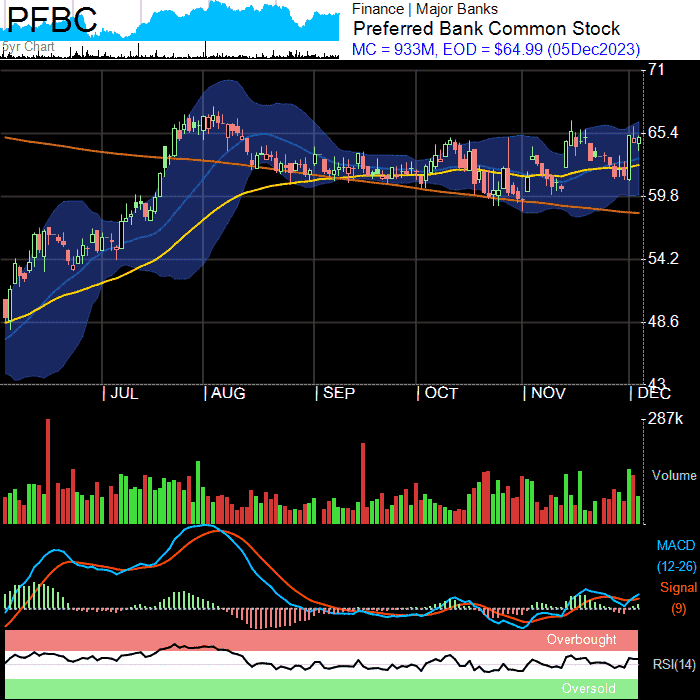 PFBC
5yr Chart
Finance | Major Banks
Preferred Bank Common Stock
MC = 933M, EOD = $64.99 (05Dec2023)
71
65.4
59.8
54.2
48.6
43
JUL
AUG
SEP
OCT
NOV
DEC
287k
Volume
MACD
(12-26)
Signal
(9)
Overbought
RSI(14)
Oversold